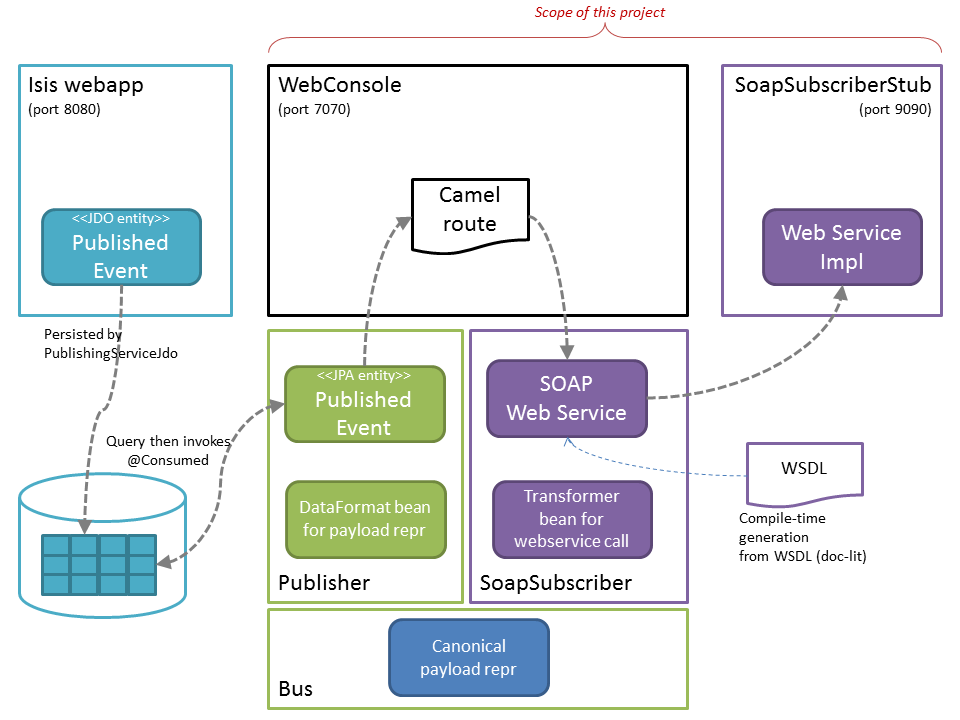 Scope of this project
Isis webapp
(port 8080)
WebConsole
(port 7070)
SoapSubscriberStub
(port 9090)
Camel
route
<<JDO entity>>
Published
Event
Web Service
Impl
Persisted by
PublishingServiceJdo
<<JPA entity>>
Published
Event
SOAP
Web Service
Query then invokes
@Consumed
WSDL
Compile-time
generation
from WSDL (doc-lit)
DataFormat bean
for payload repr
Transformer
bean for
webservice call
Publisher
SoapSubscriber
Canonical
payload repr
Bus